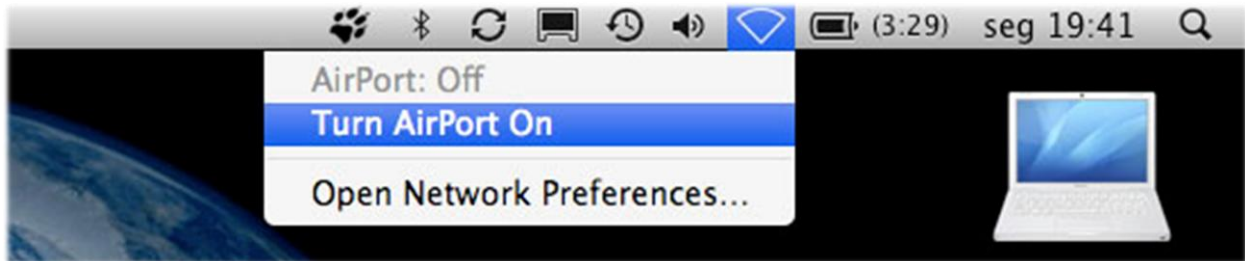 (3:29) seg 19:41
AirPort: Off
Turn AirPort On
Open Network Preferences...